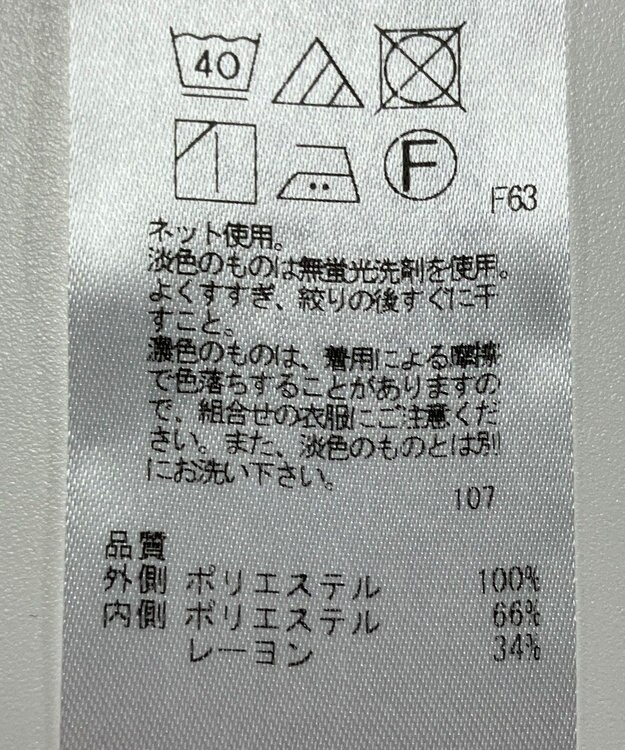 40
F
F63
ネット使用。
淡色のものは無蛍光洗剤を使用。
よくすすぎ、絞りの後すぐに干
すこと。
濃色のものは、着用による摩擦
で色落ちすることがありますの
で、組合せの衣服にご注意くだ
さい。また、淡色のものとは別
にお洗い下さい。
107
品質
外側 ポリエステル 100%
内側 ポリエステル 66%
レーヨン 34%